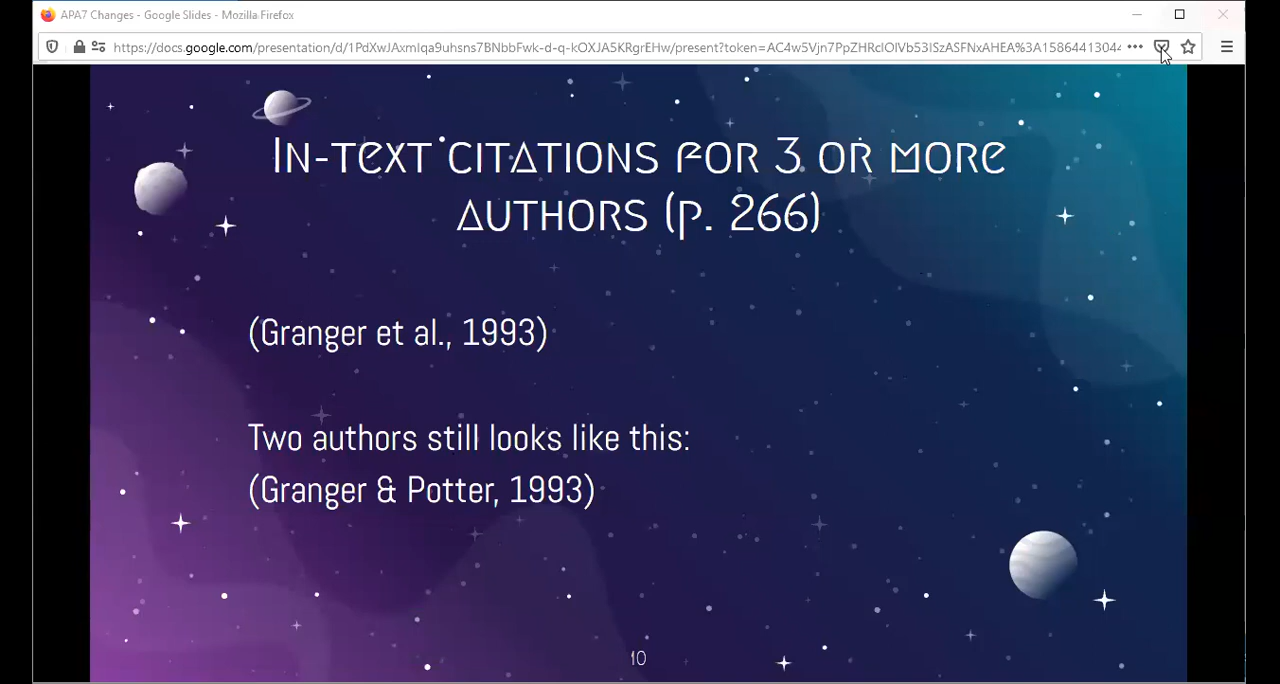 APA7 Changes - Google Slides - Mozilla Firefox
https://docs.google.com/presentation/d/1PdXwJAxmIqa9uhsns7BNbbFwk-d-q-kOXJA5KRgrEHw/present?token=AC4w5Vjn7PpZHRclOlVb53ISzASFNxAHEA%3A1586441304
IN-TEXT CITATIONS FOR 3 OR MORE
AUTHORS (P. 266)
(Granger et al., 1993)
Two authors still looks like this:
(Granger & Potter, 1993)
10